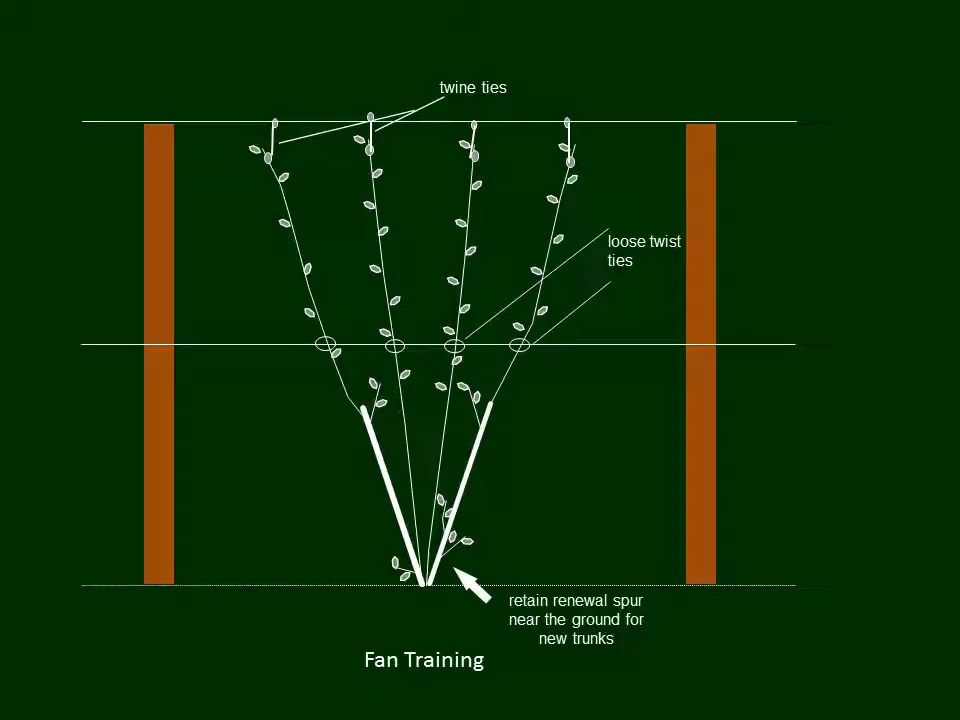 twine ties
loose twist
ties
retain renewal spur
near the ground for
new trunks
Fan Training